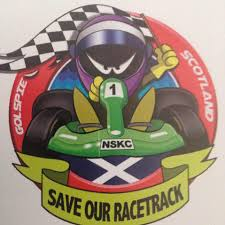 GOLSPIE
SCOTLAND
1
NSKC
SAVE OUR RACETRACK